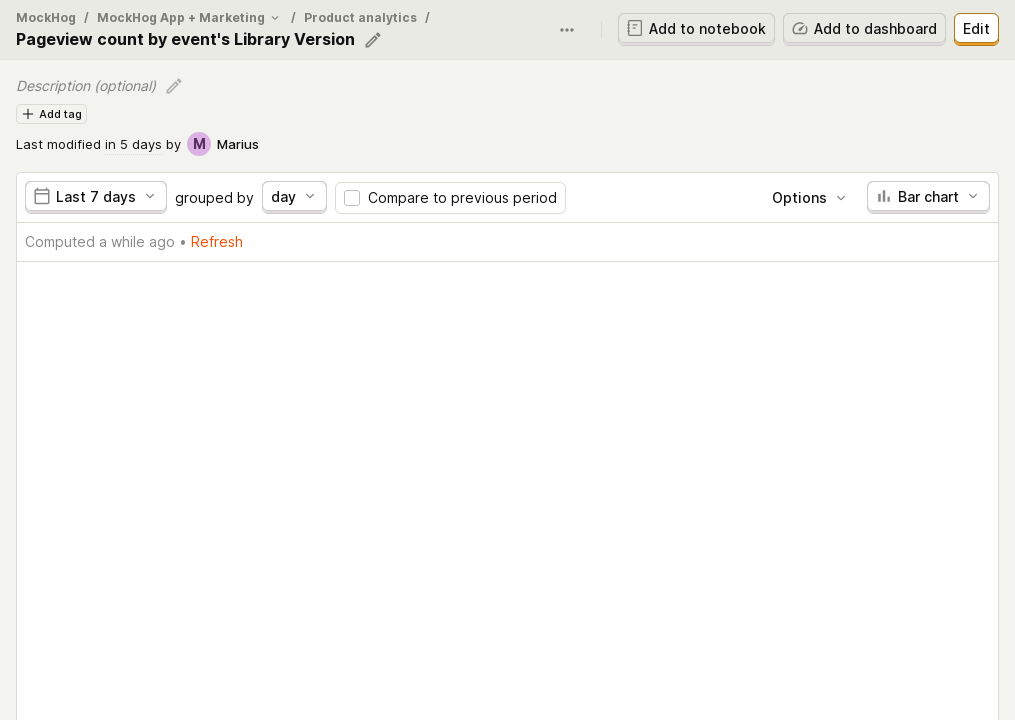 MockHog / MockHog App + Marketing / Product analytics /
Pageview count by event's Library Version
Add to notebook
Add to dashboard
Edit
Description (optional)
Add tag
Last modified in 5 days by M Marius
Last 7 days grouped by day Compare to previous period Options Bar chart
Computed a while ago • Refresh